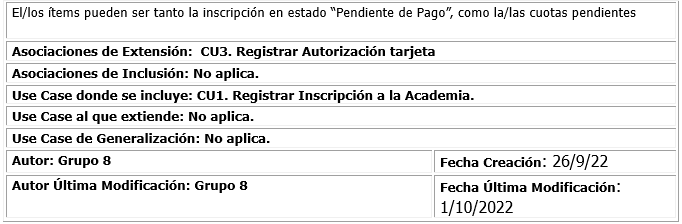 El/los ítems pueden ser tanto la inscripción en estado “Pendiente de Pago”, como la/las cuotas pendientes
Asociaciones de Extensión: CU3. Registrar Autorización tarjeta
Asociaciones de Inclusión: No aplica.
Use Case donde se incluye: CU1. Registrar Inscripción a la Academia.
Use Case al que extiende: No aplica.
Use Case de Generalización: No aplica.
Autor: Grupo 8
Fecha Creación: 26/9/22
Autor Última Modificación: Grupo 8
Fecha Última Modificación:
1/10/2022